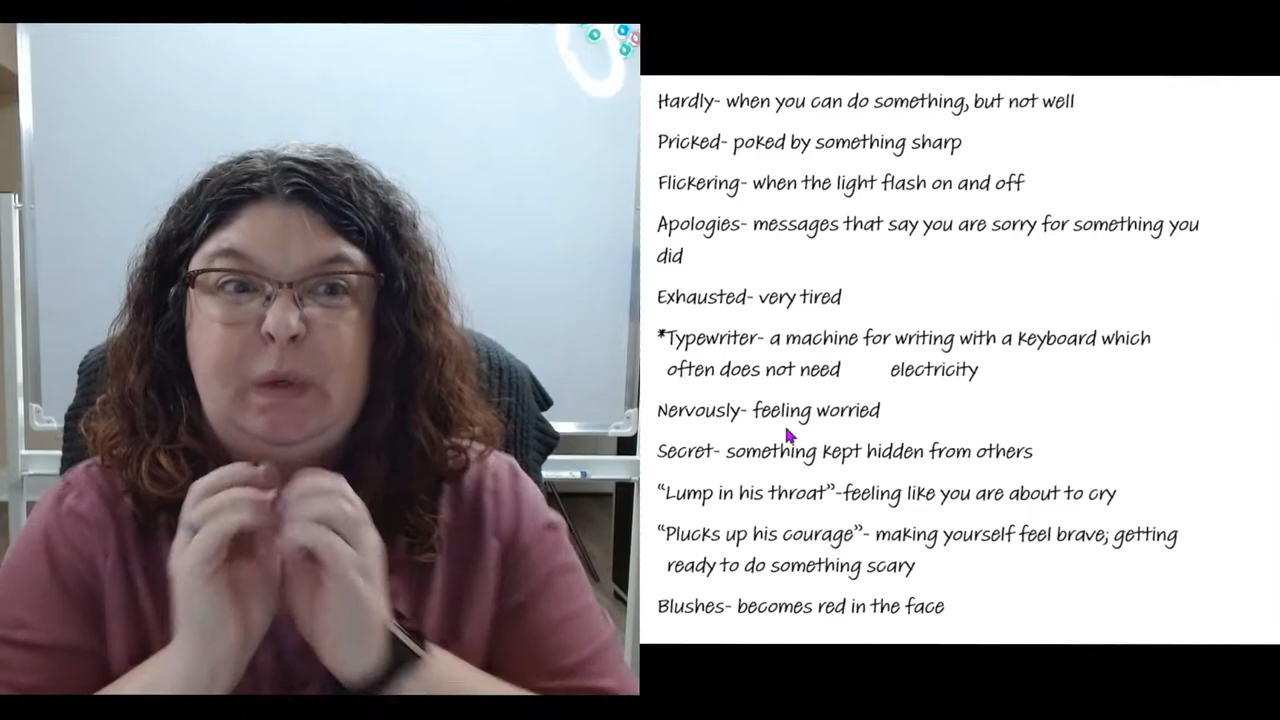 Hardly- when you can do something, but not well
Pricked- poked by something sharp
Flickering- when the light flash on and off
Apologies- messages that say you are sorry for something you
did
Exhausted- very tired
*Typewriter- a machine for writing with a keyboard which
often does not need electricity
Nervously- feeling worried
Secret- something kept hidden from others
“Lump in his throat”-feeling like you are about to cry
“Plucks up his courage”- making yourself feel brave; getting
ready to do something scary
Blushes- becomes red in the face